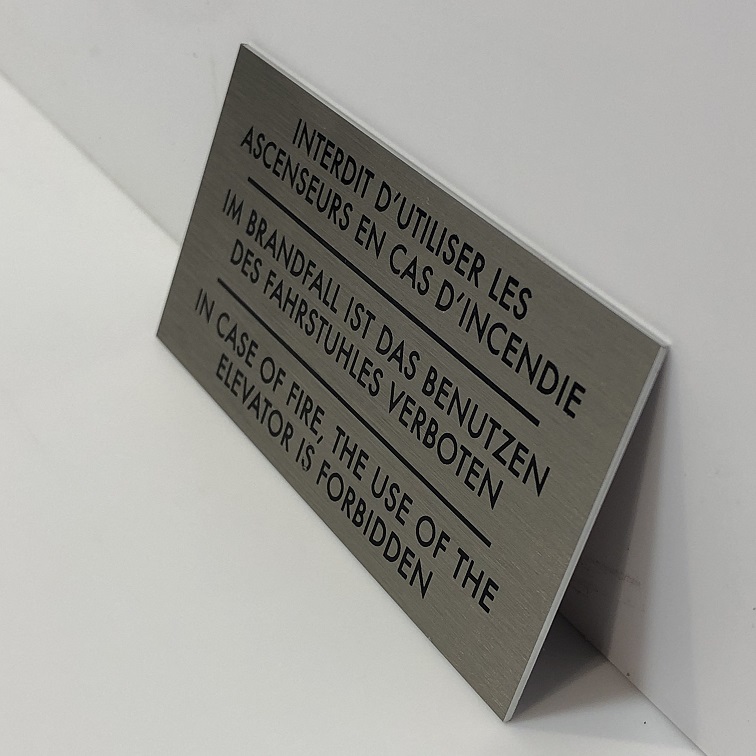 INTERDIT D'UTILISER LES
ASCENSEURS EN CAS D'INCENDIE
IM BRANDFALL IST DAS BENUTZEN
DES FAHRSTUHLES VERBOTEN
IN CASE OF FIRE, THE USE OF THE
ELEVATOR IS FORBIDDEN